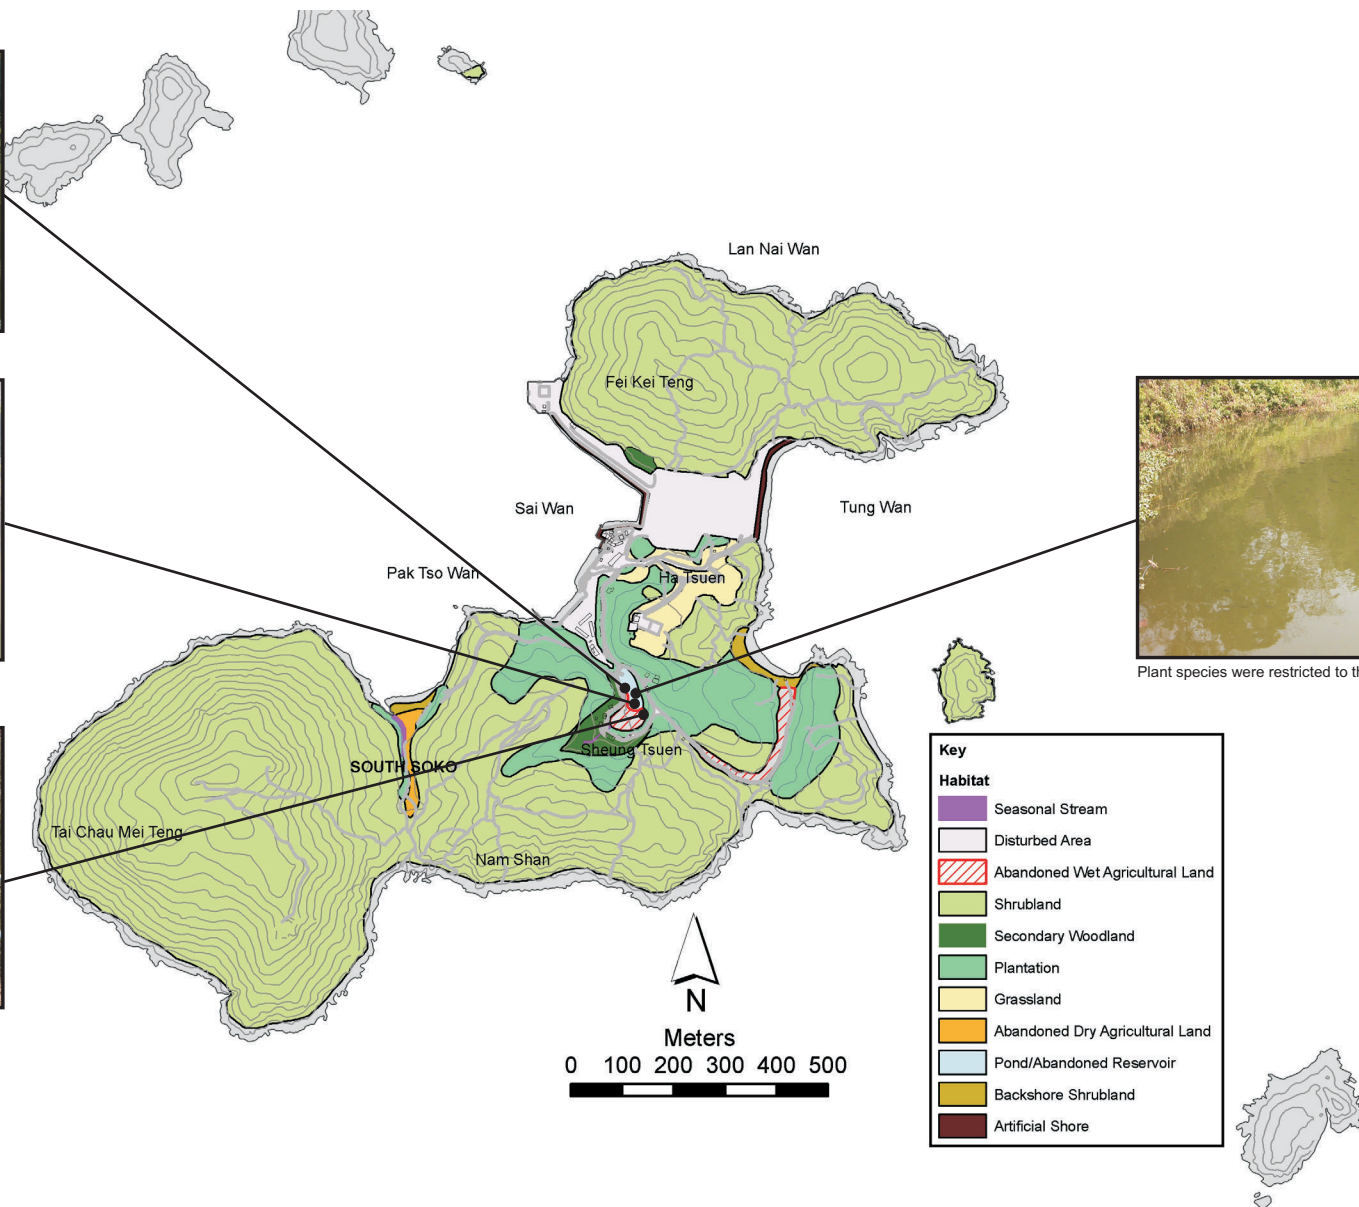 Lan Nai Wan
Fei Kei Teng
Sai Wan
Tung Wan
Pak Tso Wan
Ha Tsuen
Plant species were restricted to th
Sheung Tsuen
SOUTH SOKO
Tai Chau Mei Teng
Nam Shan
N
Meters
0 100 200 300 400 500
Key
Habitat
Seasonal Stream
Disturbed Area
Abandoned Wet Agricultural Land
Shrubland
Secondary Woodland
Plantation
Grassland
Abandoned Dry Agricultural Land
Pond/Abandoned Reservoir
Backshore Shrubland
Artificial Shore